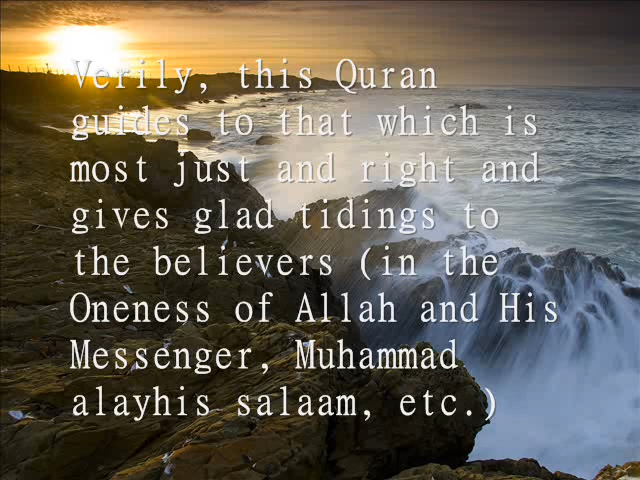 Verily, this Quran
guides to that which is
most just and right and
gives glad tidings to
the believers (in the
Oneness of Allah and His
Messenger, Muhammad
alayhis salaam, etc.)